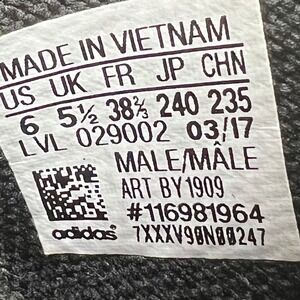 MADE IN VIETNAM
US UK FR JP CHN
6 5½ 38⅔ 240 235
LVL 029002 03/17
MALE/MÂLE
ART BY1909
#116981964
adidas 7XXXV90N00247